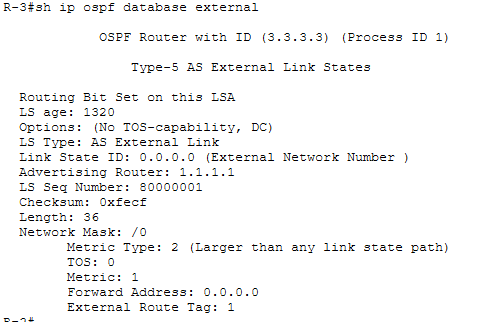 R-3#sh ip ospf database external
OSPF Router with ID (3.3.3.3) (Process ID 1)
Type-5 AS External Link States
Routing Bit Set on this LSA
LS age: 1320
Options: (No TOS-capability, DC)
LS Type: AS External Link
Link State ID: 0.0.0.0 (External Network Number )
Advertising Router: 1.1.1.1
LS Seq Number: 80000001
Checksum: 0xfecf
Length: 36
Network Mask: /0
Metric Type: 2 (Larger than any link state path)
TOS: 0
Metric: 1
Forward Address: 0.0.0.0
External Route Tag: 1